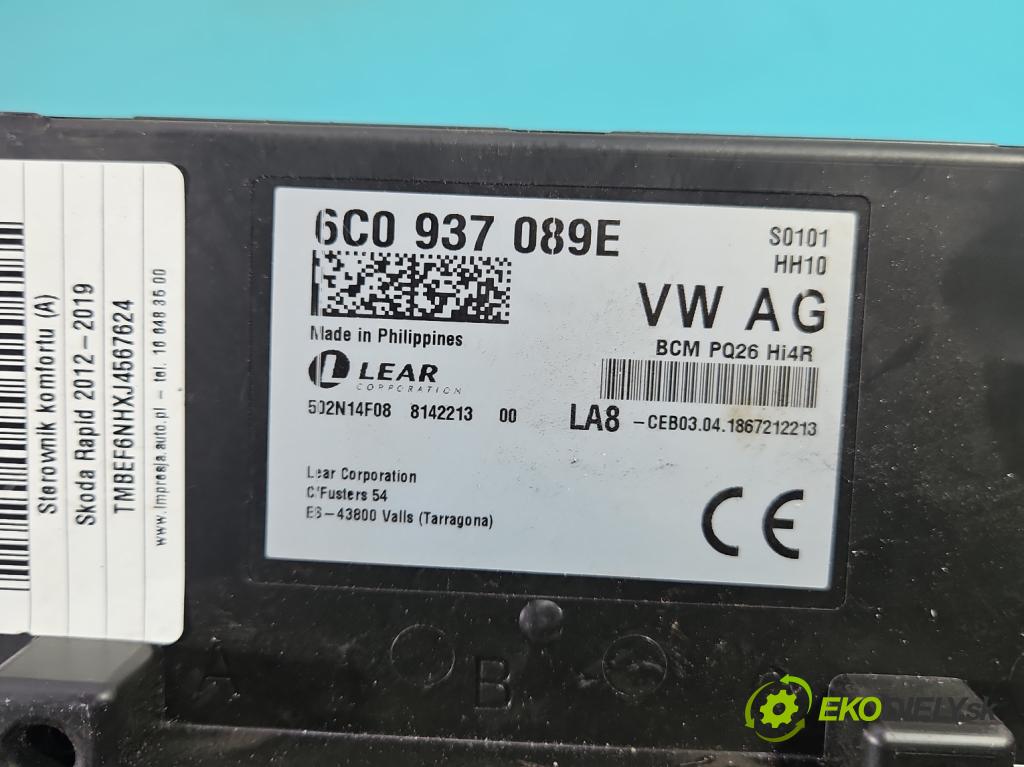 Sterownik komfortu (A)
Skoda Rapid 2012-2019
TMBEF6NHXJ4567624
www.impresja.auto.pl - tel. 16 648 35 00
6C0 937 089E
S0101
HH10
VW AG
Made in Philippines
BCM PQ26 Hi4R
LEAR
CORPORATION
502N14F08 8142213 00
LA8 -CEB03.04.1867212213
Lear Corporation
C/Fusters 54
ES-43800 Valls (Tarragona)
CE
A B
EKODIELY.sk